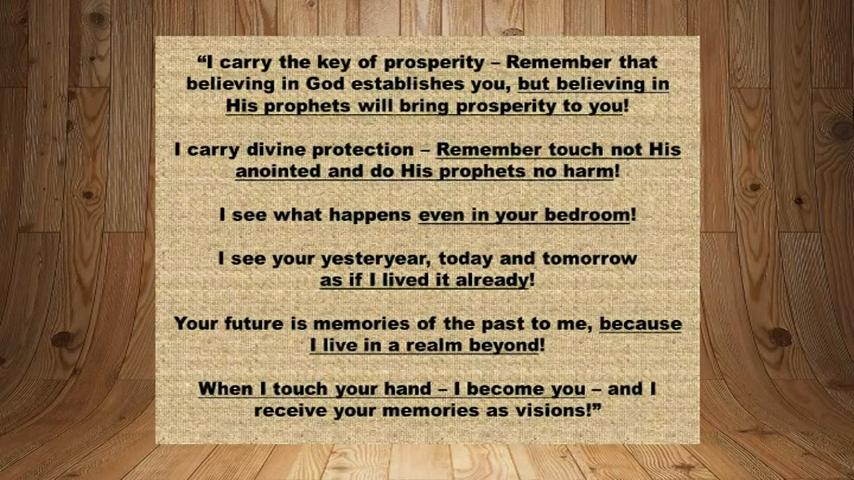 “I carry the key of prosperity – Remember that
believing in God establishes you, but believing in
His prophets will bring prosperity to you!
I carry divine protection – Remember touch not His
anointed and do His prophets no harm!
I see what happens even in your bedroom!
I see your yesteryear, today and tomorrow
as if I lived it already!
Your future is memories of the past to me, because
I live in a realm beyond!
When I touch your hand – I become you – and I
receive your memories as visions!”